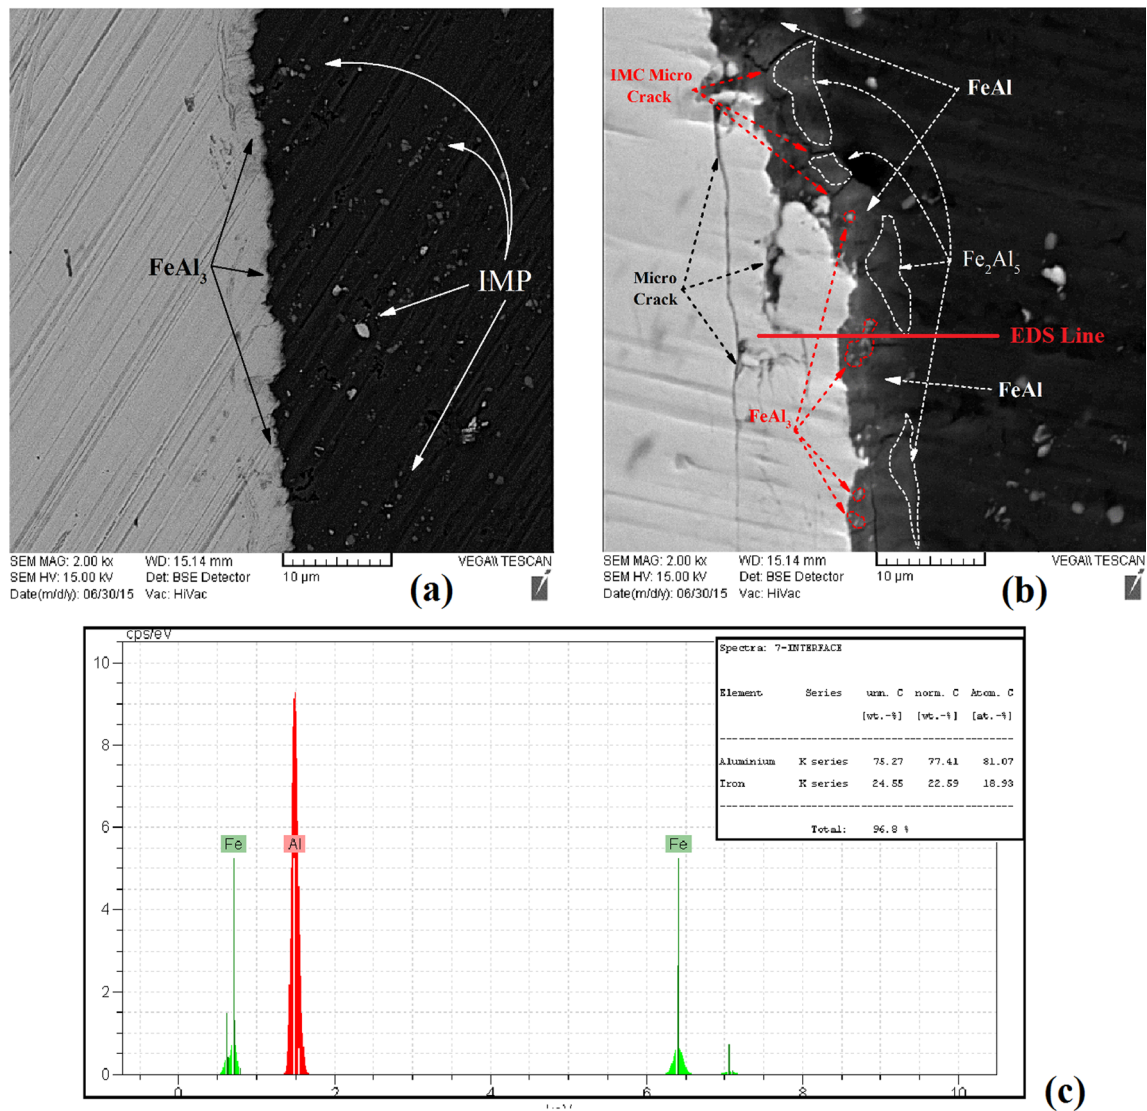 FeAl3
IMP
SEM MAG: 2.00 kx WD: 15.14 mm VEGA\\ TESCAN
SEM HV: 15.00 kV Det: BSE Detector 10 µm
Date(m/d/y): 06/30/15 Vac: HiVac
(a)
IMC Micro
Crack
FeAl
Micro
Crack
Fe2Al5
EDS Line
FeAl
FeAl3
SEM MAG: 2.00 kx WD: 15.14 mm VEGA\\ TESCAN
SEM HV: 15.00 kV Det: BSE Detector 10 µm
Date(m/d/y): 06/30/15 Vac: HiVac
(b)
cps/eV
10
8
6
4
2
0
Fe Al Fe
0 2 4 6 8 10
keV
Spectra: 7-INTERFACE
Element Series unn. C norm. C Atom. C
[wt.-%] [wt.-%] [at.-%]
Aluminium K series 75.27 77.41 81.07
Iron K series 24.55 22.59 18.93
Total: 96.8 %
(c)